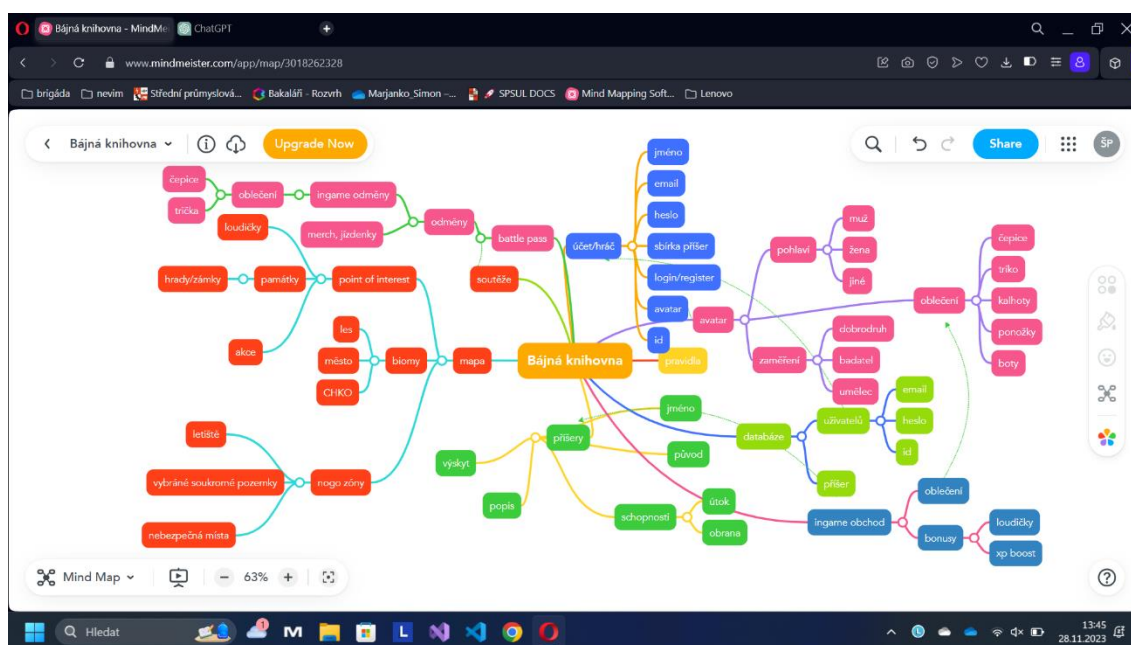 Bájná knihovna - MindMe
ChatGPT
www.mindmeister.com/app/map/3018262328
brigáda
nevim
Střední průmyslová...
Bakaláři - Rozvrh
Marjanko_Simon –...
SPSUL DOCS
Mind Mapping Soft...
Lenovo
Bájná knihovna
Upgrade Now
Share
ŠP
čepice
trička
oblečení
ingame odměny
merch, jízdenky
odměny
battle pass
soutěže
loudičky
hrady/zámky
památky
point of interest
akce
les
město
CHKO
biomy
mapa
letiště
vybráné soukromé pozemky
nogo zóny
nebezpečná místa
Bájná knihovna
účet/hráč
jméno
email
heslo
sbírka příšer
login/register
avatar
id
pravidla
avatar
pohlaví
muž
žena
jiné
zaměření
dobrodruh
badatel
umělec
oblečení
čepice
triko
kalhoty
ponožky
boty
příšery
jméno
původ
výskyt
popis
schopnosti
útok
obrana
databáze
uživatelů
email
heslo
id
příšer
ingame obchod
oblečení
bonusy
loudičky
xp boost
Mind Map
63%
Hledat
1
13:45
28.11.2023